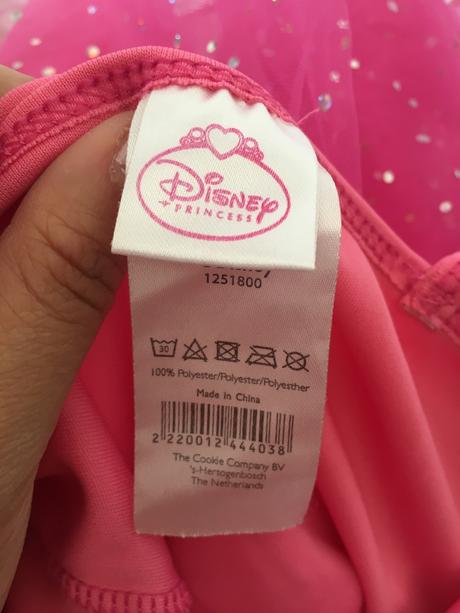 Disney
PRINCESS
1251800
30
100% Polyester/Polyester/Polyesther
Made in China
2 220012 444038
The Cookie Company BV
's-Hertogenbosch
The Netherlands